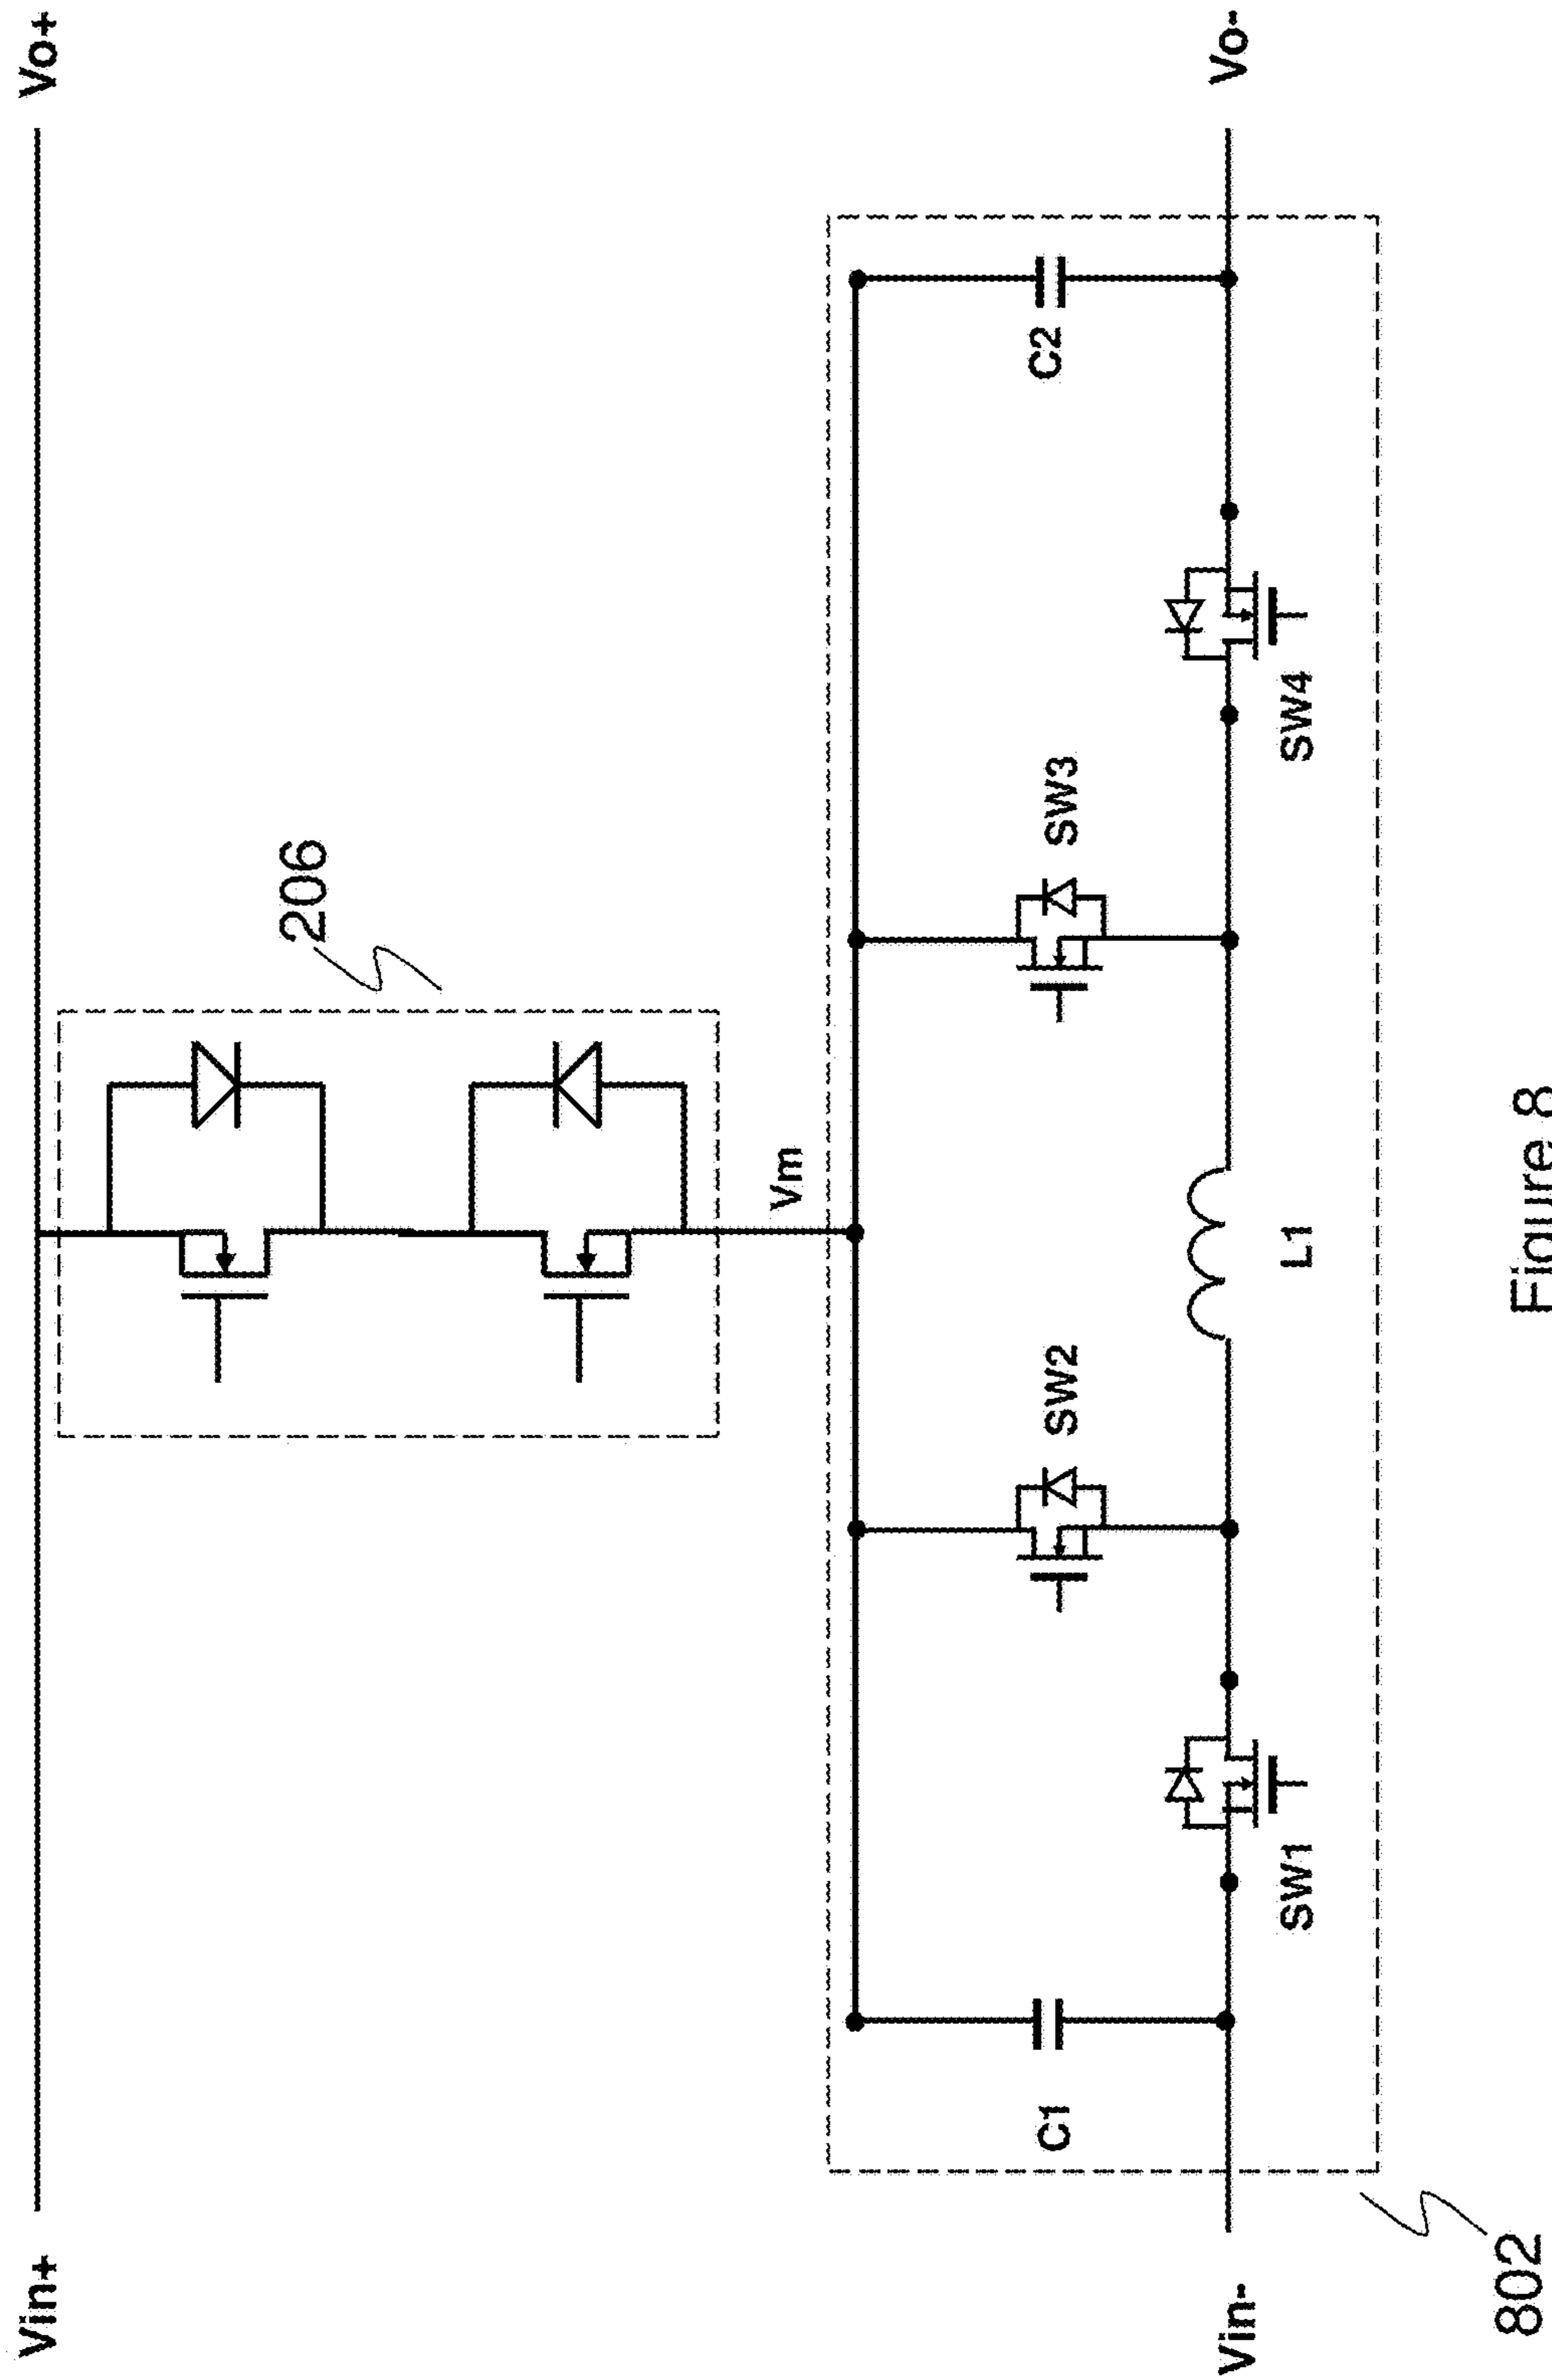 Vin+
Vo+
206
Vm
C1
SW2
SW3
C2
Vin-
Vo-
SW1
L1
SW4
802
Figure 8